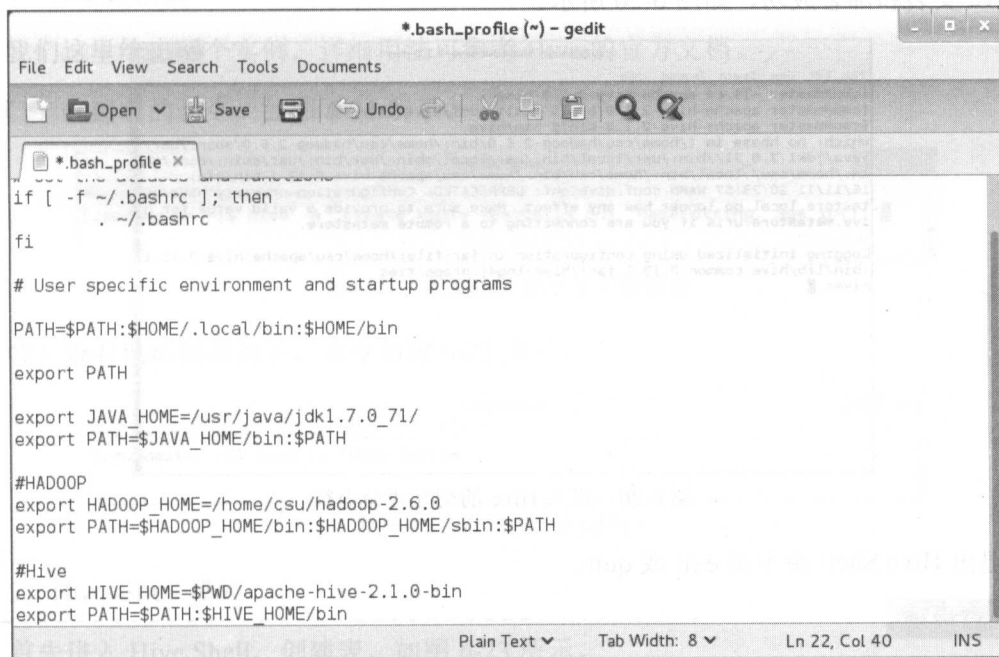 *.bash_profile (~) – gedit
File Edit View Search Tools Documents
Open Save Undo
*.bash_profile ×
if [ -f ~/.bashrc ]; then
. ~/.bashrc
fi
# User specific environment and startup programs
PATH=$PATH:$HOME/.local/bin:$HOME/bin
export PATH
export JAVA_HOME=/usr/java/jdk1.7.0_71/
export PATH=$JAVA_HOME/bin:$PATH
#HADOOP
export HADOOP_HOME=/home/csu/hadoop-2.6.0
export PATH=$HADOOP_HOME/bin:$HADOOP_HOME/sbin:$PATH
#Hive
export HIVE_HOME=$PWD/apache-hive-2.1.0-bin
export PATH=$PATH:$HIVE_HOME/bin
Plain Text Tab Width: 8 Ln 22, Col 40 INS